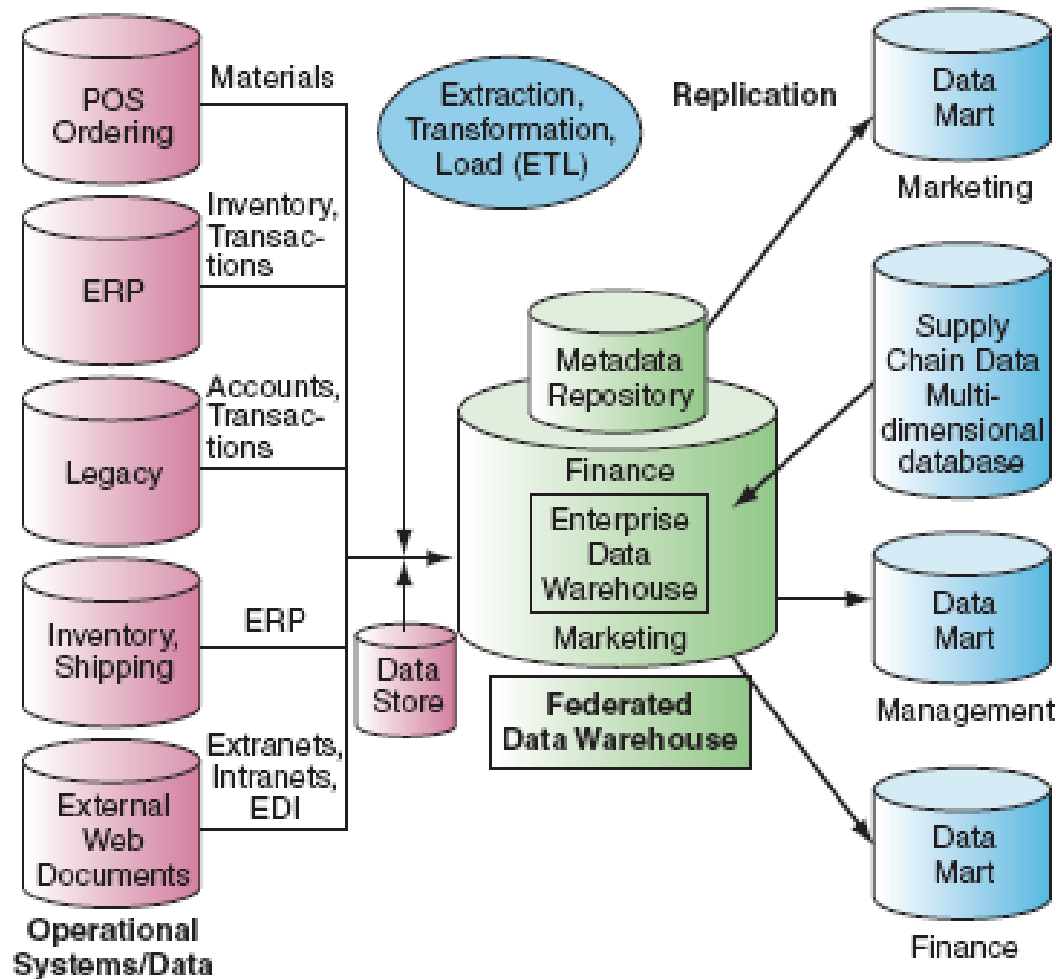 POS
Ordering
Materials
ERP
Inventory,
Transac-
tions
Legacy
Accounts,
Transac-
tions
Inventory,
Shipping
ERP
External
Web
Documents
Extranets,
Intranets,
EDI
Operational
Systems/Data
Extraction,
Transformation,
Load (ETL)
Data
Store
Metadata
Repository
Finance
Enterprise
Data
Warehouse
Marketing
Federated
Data Warehouse
Replication
Data
Mart
Marketing
Supply
Chain Data
Multi-
dimensional
database
Data
Mart
Management
Data
Mart
Finance